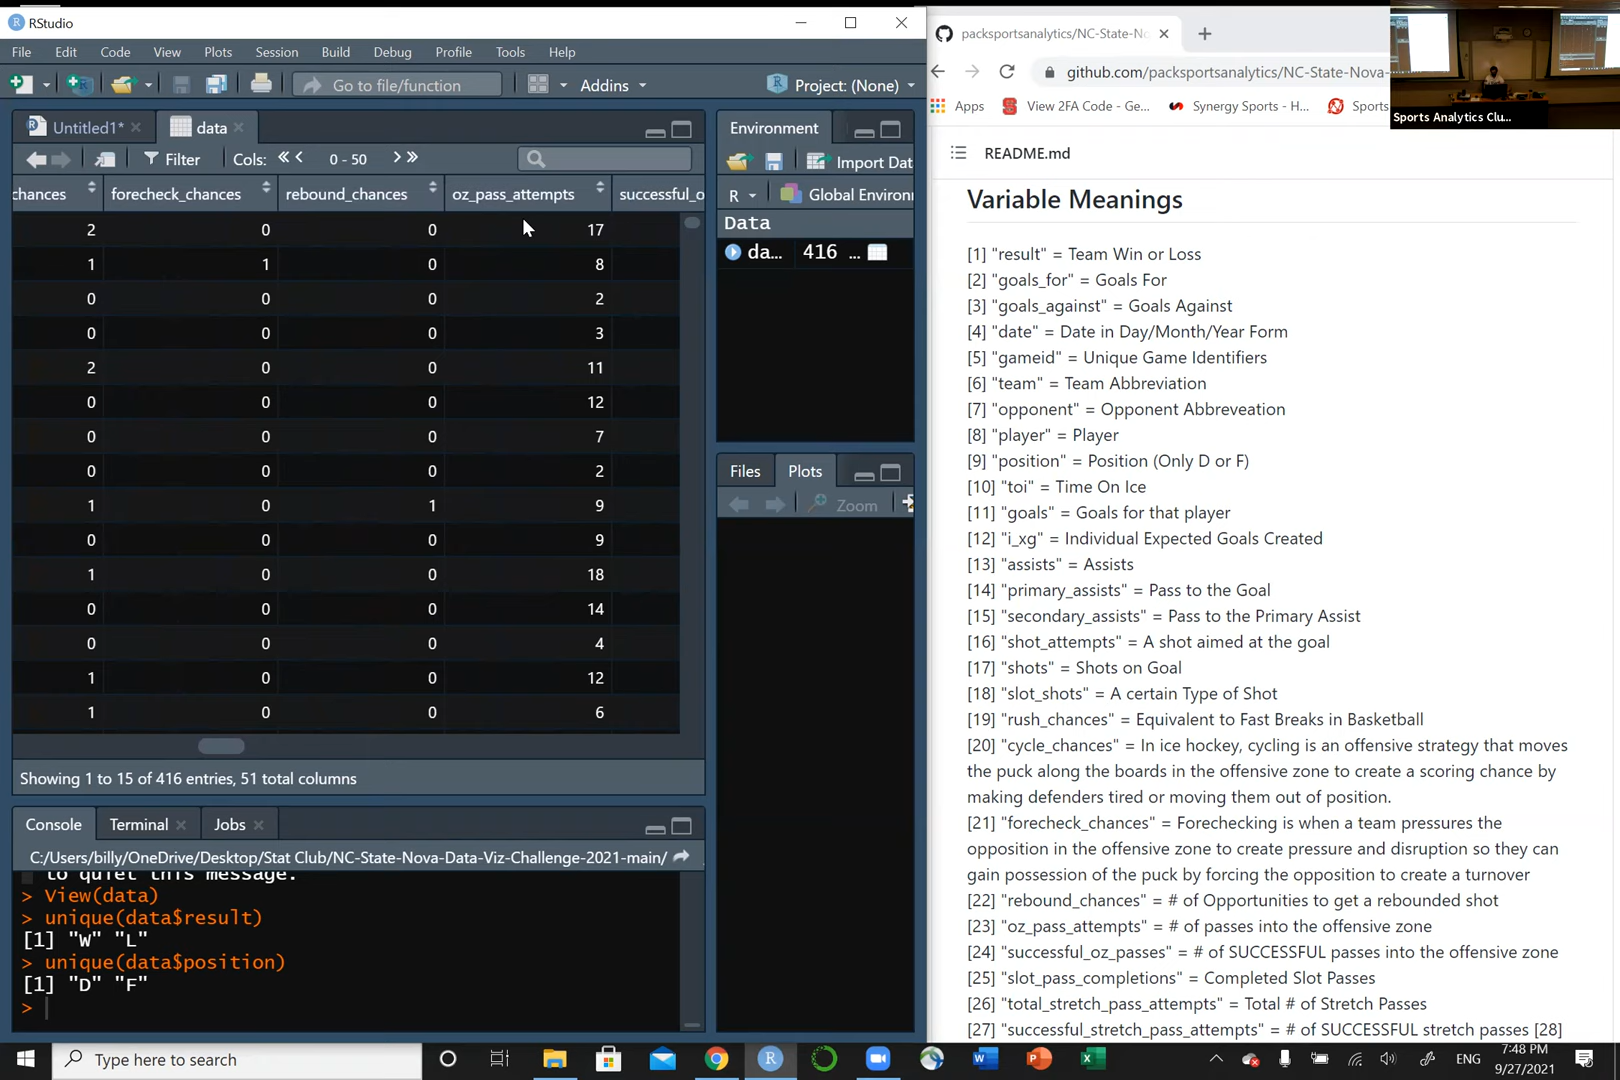 RStudio
File Edit Code View Plots Session Build Debug Profile Tools Help
Go to file/function
Addins
Project: (None)
Untitled1*
data
Filter
Cols:
0 - 50
chances
forecheck_chances
rebound_chances
oz_pass_attempts
successful_o
2 0 0 17
1 1 0 8
0 0 0 2
0 0 0 3
2 0 0 11
0 0 0 12
0 0 0 7
0 0 0 2
1 0 1 9
0 0 0 9
1 0 0 18
0 0 0 14
0 0 0 4
1 0 0 12
1 0 0 6
Showing 1 to 15 of 416 entries, 51 total columns
Console
Terminal
Jobs
C:/Users/billy/OneDrive/Desktop/Stat Club/NC-State-Nova-Data-Viz-Challenge-2021-main/
to quiet this message.
> View(data)
> unique(data$result)
[1] "W" "L"
> unique(data$position)
[1] "D" "F"
>
Environment
Import Dat
R
Global Environ
Data
da... 416 ...
Files
Plots
Zoom
packsportsanalytics/NC-State-No
github.com/packsportsanalytics/NC-State-Nova-
Apps
View 2FA Code - Ge...
Synergy Sports - H...
Sports
Sports Analytics Clu...
README.md
Variable Meanings
[1] "result" = Team Win or Loss
[2] "goals_for" = Goals For
[3] "goals_against" = Goals Against
[4] "date" = Date in Day/Month/Year Form
[5] "gameid" = Unique Game Identifiers
[6] "team" = Team Abbreviation
[7] "opponent" = Opponent Abbreveation
[8] "player" = Player
[9] "position" = Position (Only D or F)
[10] "toi" = Time On Ice
[11] "goals" = Goals for that player
[12] "i_xg" = Individual Expected Goals Created
[13] "assists" = Assists
[14] "primary_assists" = Pass to the Goal
[15] "secondary_assists" = Pass to the Primary Assist
[16] "shot_attempts" = A shot aimed at the goal
[17] "shots" = Shots on Goal
[18] "slot_shots" = A certain Type of Shot
[19] "rush_chances" = Equivalent to Fast Breaks in Basketball
[20] "cycle_chances" = In ice hockey, cycling is an offensive strategy that moves
the puck along the boards in the offensive zone to create a scoring chance by
making defenders tired or moving them out of position.
[21] "forecheck_chances" = Forechecking is when a team pressures the
opposition in the offensive zone to create pressure and disruption so they can
gain possession of the puck by forcing the opposition to create a turnover
[22] "rebound_chances" = # of Opportunities to get a rebounded shot
[23] "oz_pass_attempts" = # of passes into the offensive zone
[24] "successful_oz_passes" = # of SUCCESSFUL passes into the offensive zone
[25] "slot_pass_completions" = Completed Slot Passes
[26] "total_stretch_pass_attempts" = Total # of Stretch Passes
[27] "successful_stretch_pass_attempts" = # of SUCCESSFUL stretch passes [28]
Type here to search
ENG
7:48 PM
9/27/2021